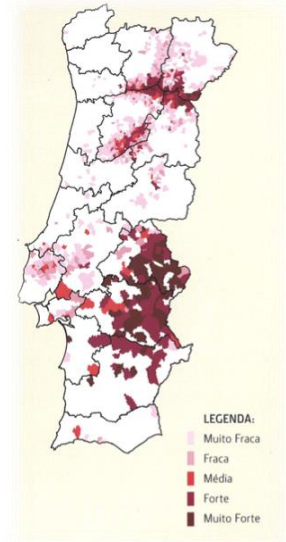 LEGENDA:
Muito Fraca
Fraca
Média
Forte
Muito Forte